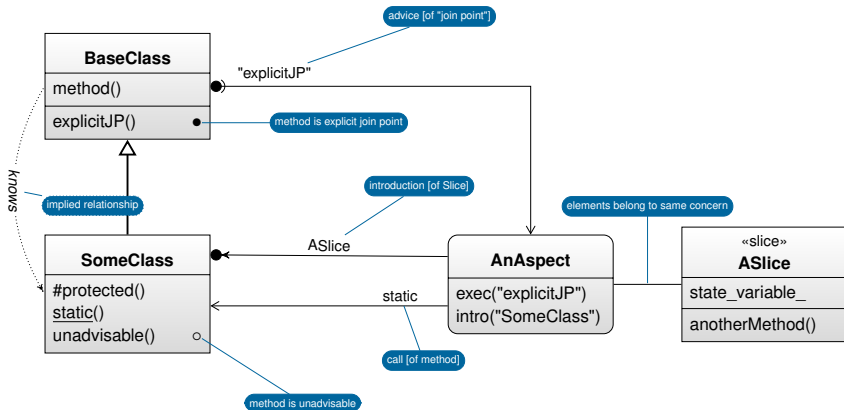 advice [of "join point"]
BaseClass
"explicitJP"
method()
explicitJP()
method is explicit join point
knows
implied relationship
introduction [of Slice]
elements belong to same concern
ASlice
SomeClass
#protected()
static()
unadvisable()
static
AnAspect
exec("explicitJP")
intro("SomeClass")
«slice»
ASlice
state_variable_
anotherMethod()
call [of method]
method is unadvisable